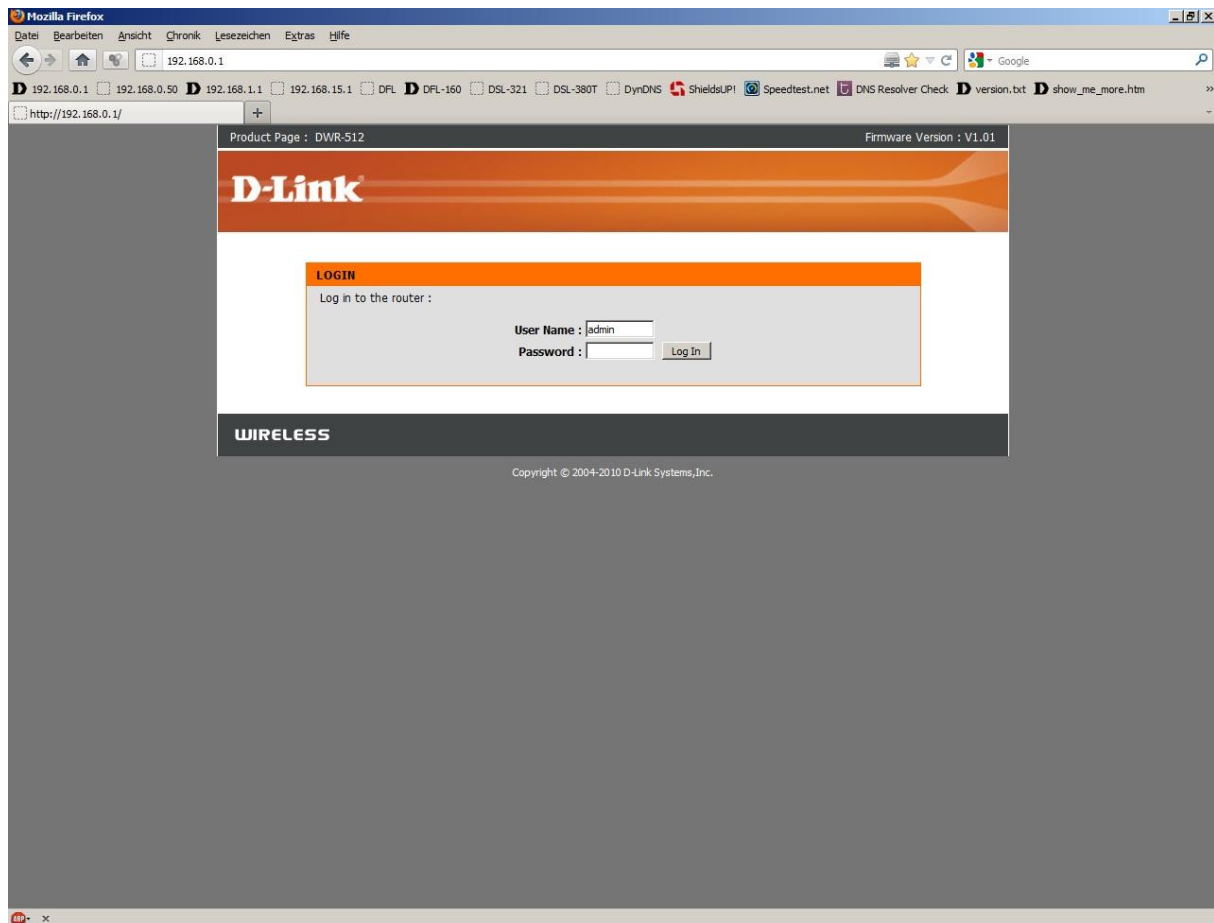 Mozilla Firefox
Datei Bearbeiten Ansicht Chronik Lesezeichen Extras Hilfe
192.168.0.1 Google
192.168.0.1 192.168.0.50 192.168.1.1 192.168.15.1 DFL DFL-160 DSL-321 DSL-380T DynDNS ShieldsUP! Speedtest.net DNS Resolver Check version.txt show_me_more.htm »
http://192.168.0.1/
Product Page : DWR-512 Firmware Version : V1.01
D-Link
LOGIN
Log in to the router :
User Name : admin
Password : Log In
WIRELESS
Copyright © 2004-2010 D-Link Systems,Inc.
ABP